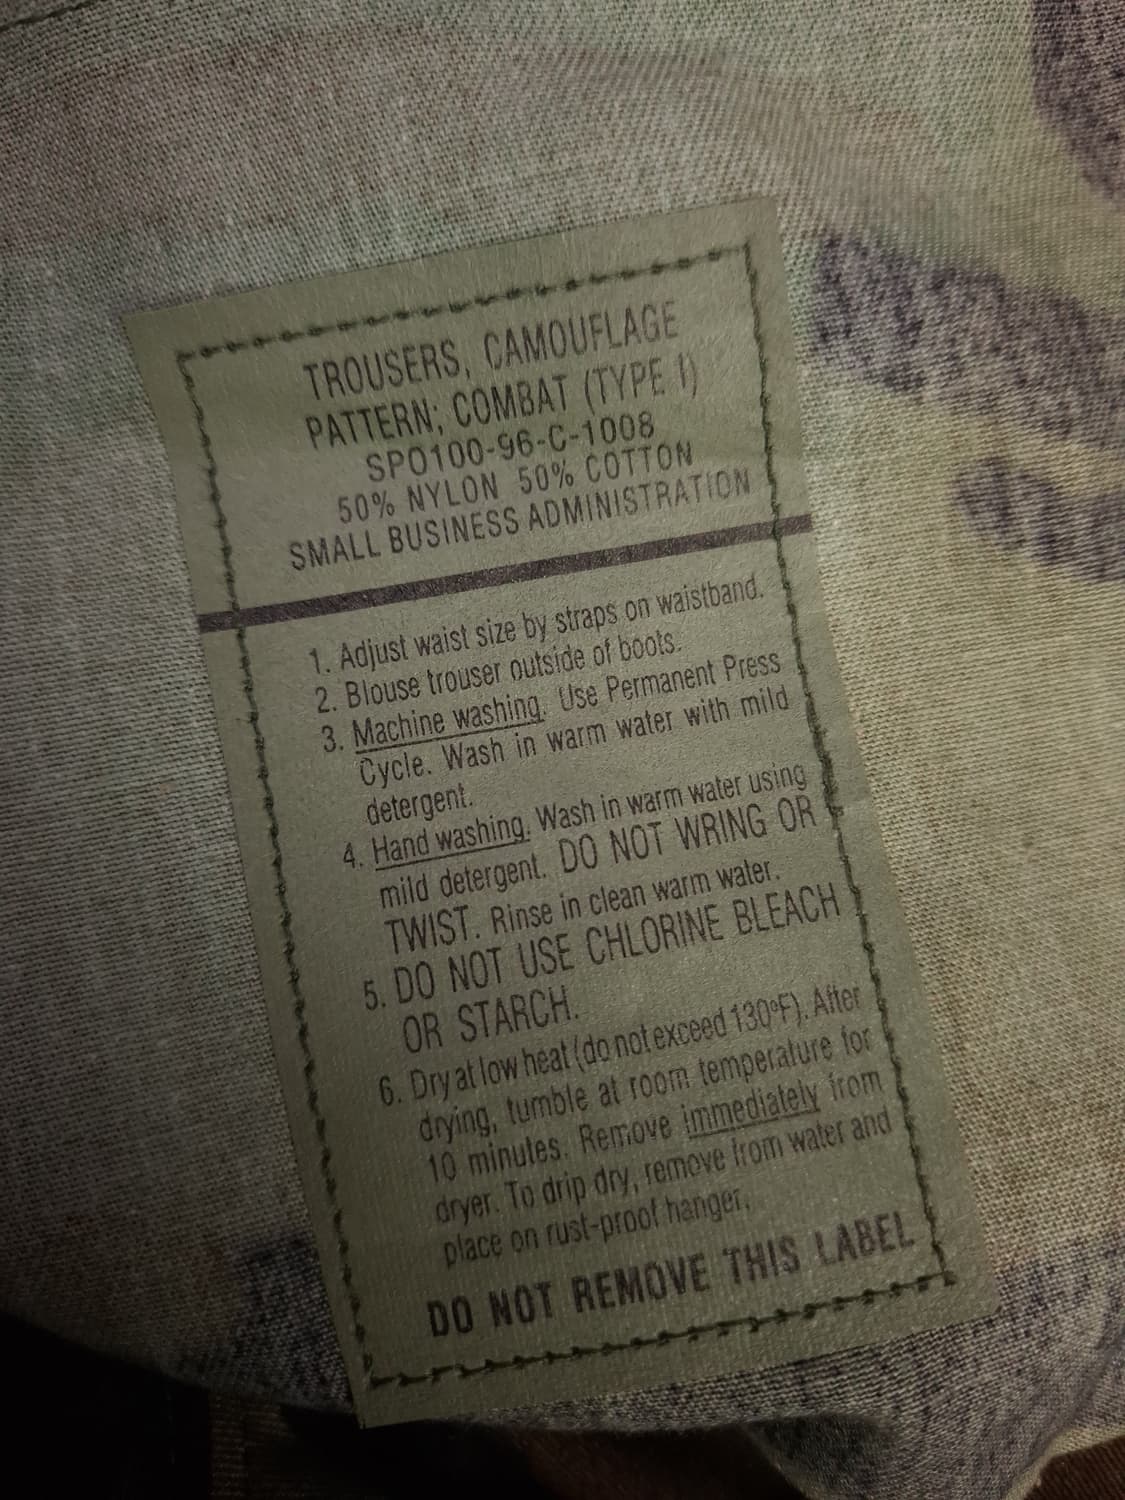 TROUSERS, CAMOUFLAGE
PATTERN; COMBAT (TYPE I)
SPO100-96-C-1008
50% NYLON 50% COTTON
SMALL BUSINESS ADMINISTRATION
1. Adjust waist size by straps on waistband.
2. Blouse trouser outside of boots.
3. Machine washing. Use Permanent Press
Cycle. Wash in warm water with mild
detergent.
4. Hand washing. Wash in warm water using
mild detergent. DO NOT WRING OR
TWIST. Rinse in clean warm water.
5. DO NOT USE CHLORINE BLEACH
OR STARCH.
6. Dry at low heat (do not exceed 130ºF). After
drying, tumble at room temperature for
10 minutes. Remove immediately from
dryer. To drip dry, remove from water and
place on rust-proof hanger.
DO NOT REMOVE THIS LABEL